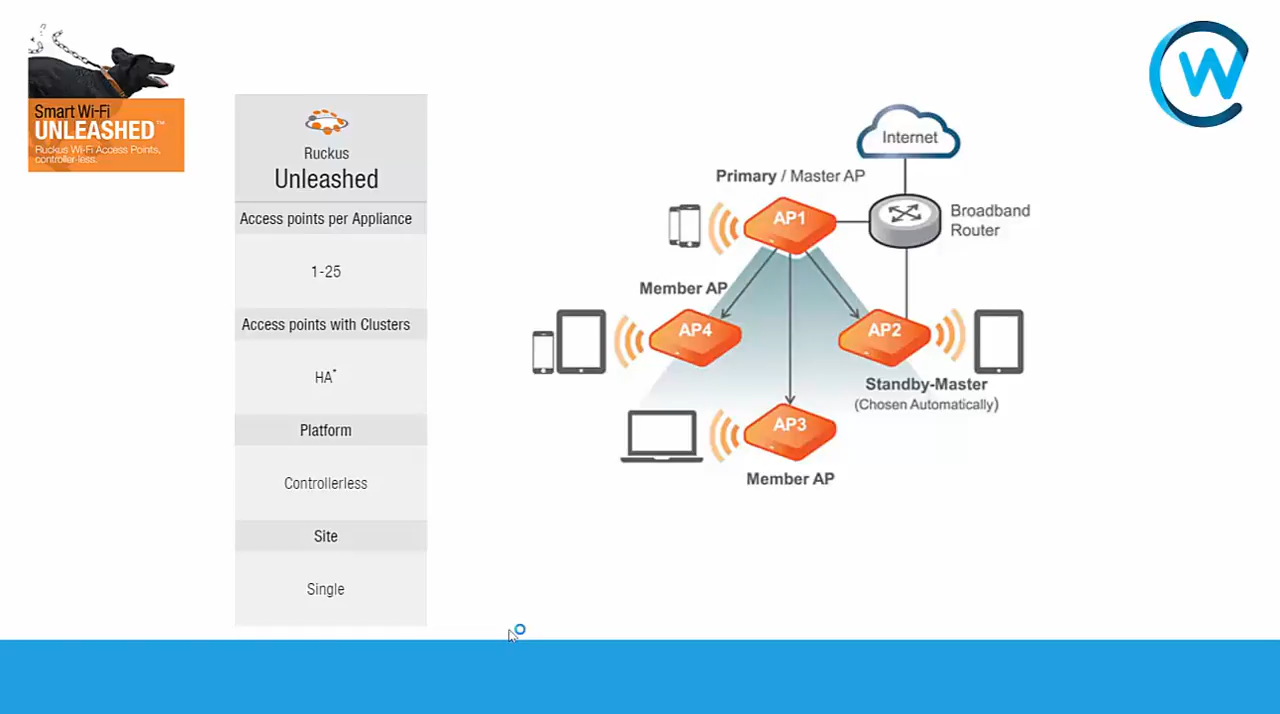 Smart Wi-Fi
UNLEASHED™
Ruckus Wi-Fi Access Points,
controller-less.
Ruckus
Unleashed
Access points per Appliance
1-25
Access points with Clusters
HA*
Platform
Controllerless
Site
Single
W
Internet
Primary / Master AP
AP1
Broadband
Router
Member AP
AP4
AP2
Standby-Master
(Chosen Automatically)
AP3
Member AP